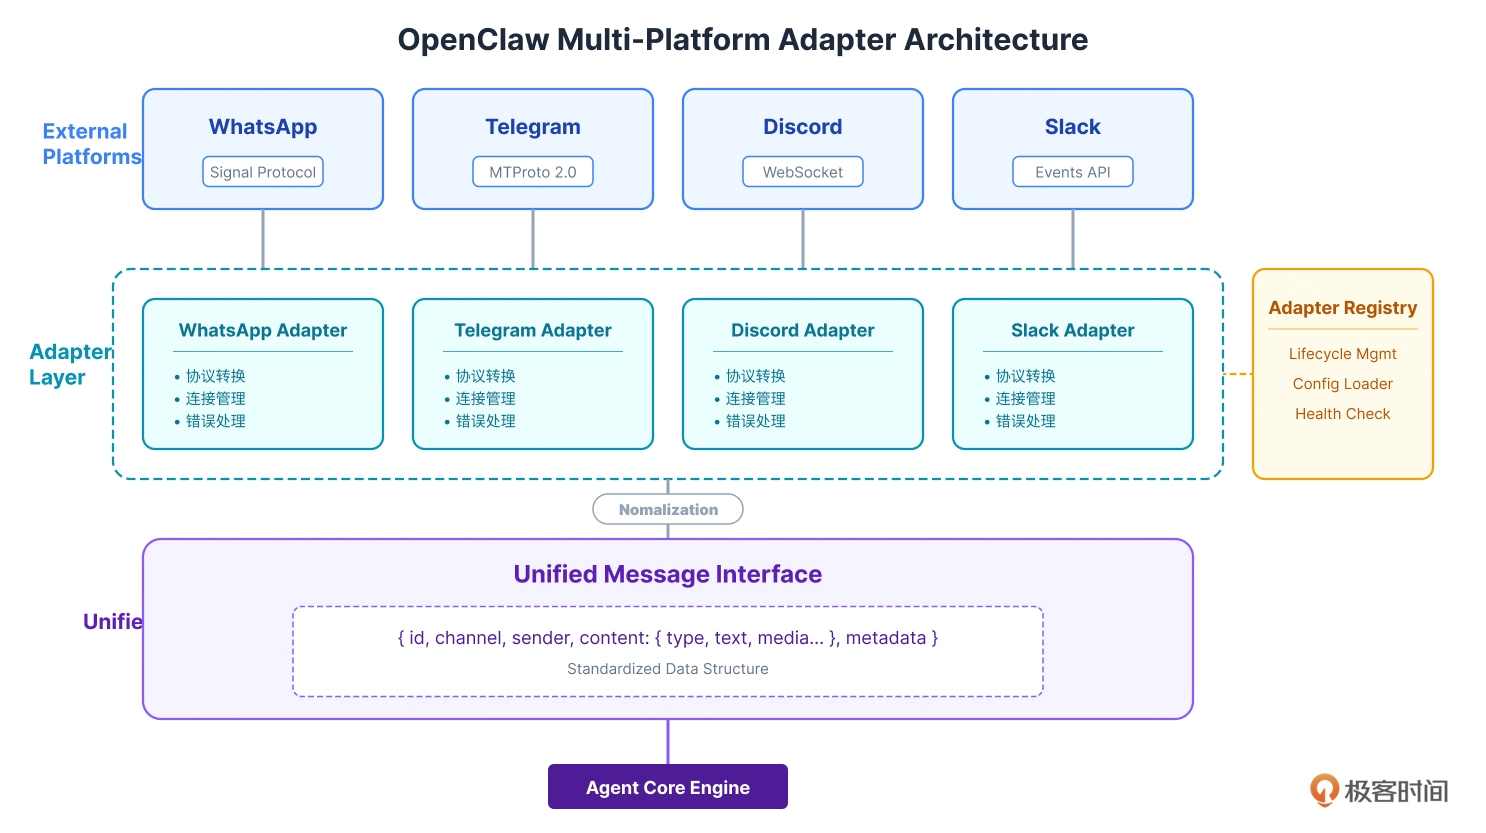 OpenClaw Multi-Platform Adapter Architecture
External
Platforms
WhatsApp
Signal Protocol
Telegram
MTProto 2.0
Discord
WebSocket
Slack
Events API
Adapter
Layer
WhatsApp Adapter
• 协议转换
• 连接管理
• 错误处理
Telegram Adapter
• 协议转换
• 连接管理
• 错误处理
Discord Adapter
• 协议转换
• 连接管理
• 错误处理
Slack Adapter
• 协议转换
• 连接管理
• 错误处理
Adapter Registry
Lifecycle Mgmt
Config Loader
Health Check
Nomalization
Unifie
Unified Message Interface
{ id, channel, sender, content: { type, text, media... }, metadata }
Standardized Data Structure
Agent Core Engine
极客时间